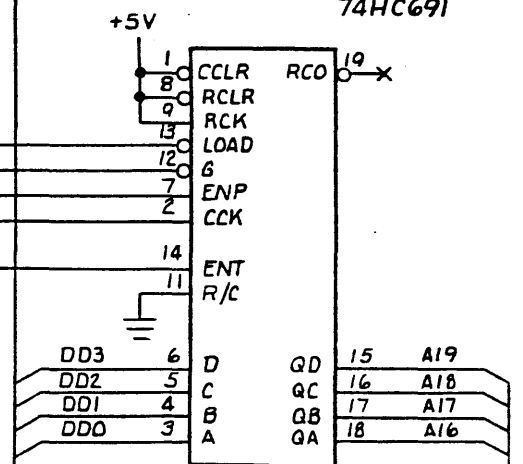 74HC691
+5V
1 CCLR RCO 19
8 RCLR
9 RCK
13 LOAD
12 G
7 ENP
2 CCK
14 ENT
11 R/C
DD3 6 D QD 15 A19
DD2 5 C QC 16 A18
DD1 4 B QB 17 A17
DD0 3 A QA 18 A16